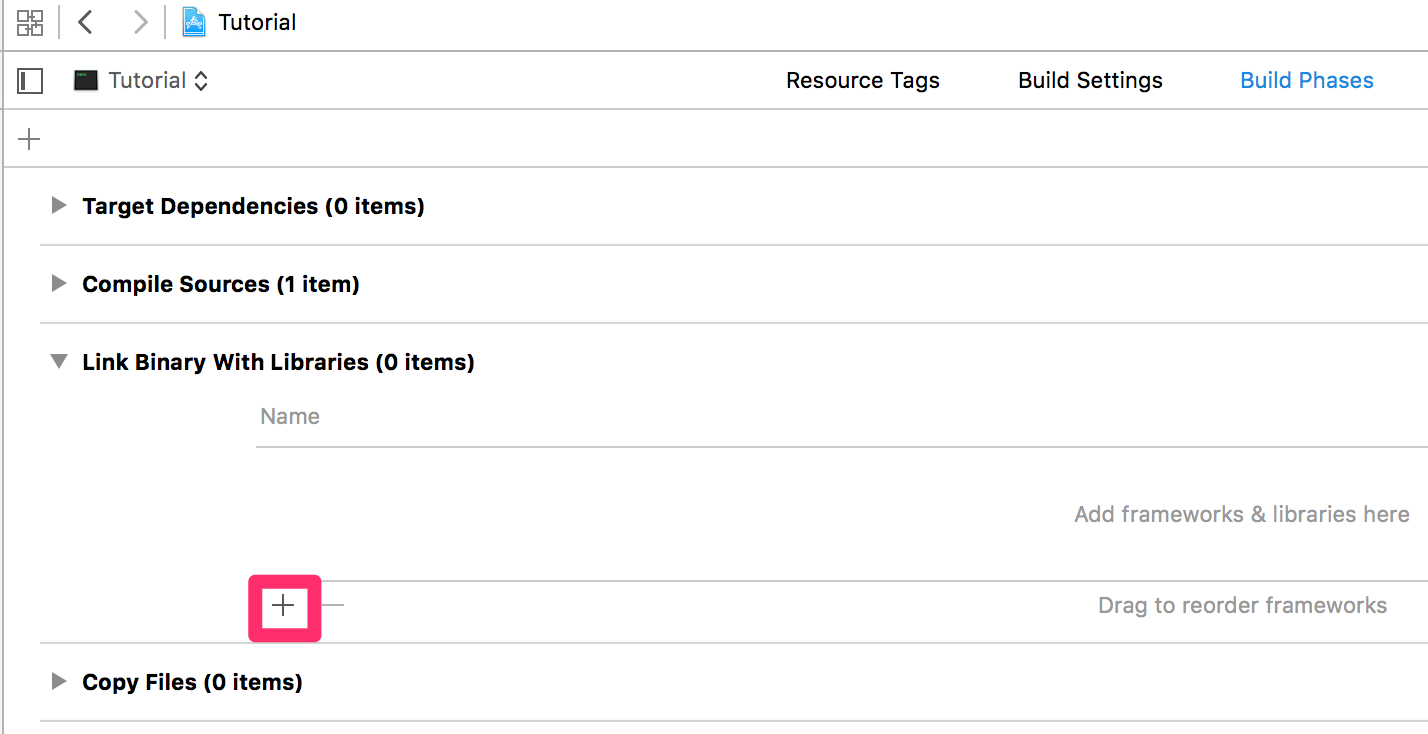 Tutorial
Tutorial Resource Tags Build Settings Build Phases
Target Dependencies (0 items)
Compile Sources (1 item)
Link Binary With Libraries (0 items)
Name
Add frameworks & libraries here
Drag to reorder frameworks
Copy Files (0 items)